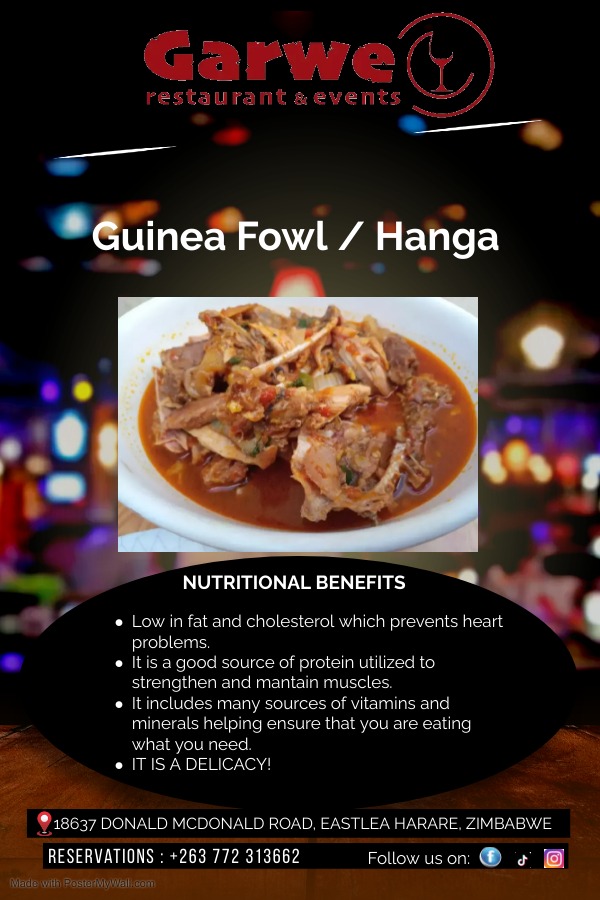 Garwe
restaurant & events
Guinea Fowl / Hanga
NUTRITIONAL BENEFITS
● Low in fat and cholesterol which prevents heart
problems.
● It is a good source of protein utilized to
strengthen and mantain muscles.
● It includes many sources of vitamins and
minerals helping ensure that you are eating
what you need.
● IT IS A DELICACY!
18637 DONALD MCDONALD ROAD, EASTLEA HARARE, ZIMBABWE
RESERVATIONS : +263 772 313662
Follow us on:
Made with PosterMyWall.com